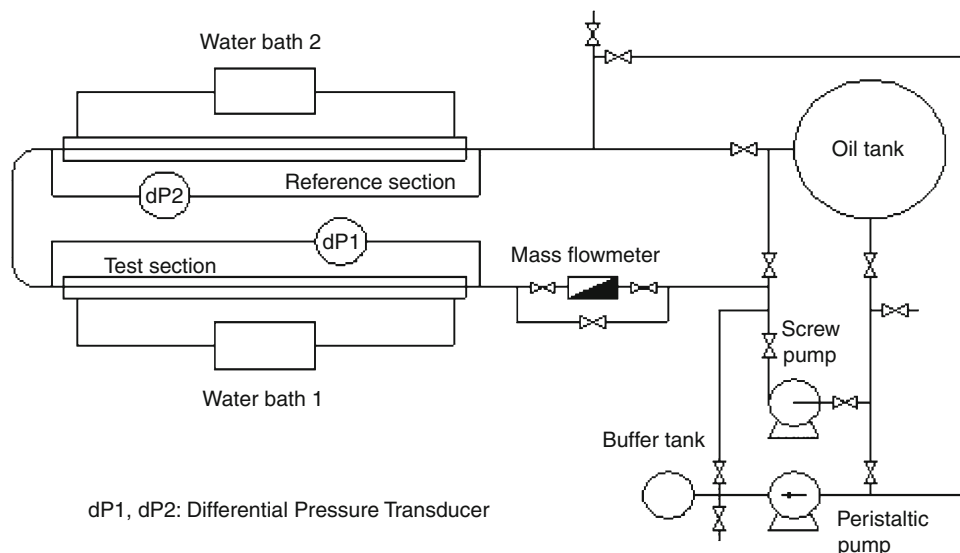 Water bath 2
Oil tank
Reference section
dP2
dP1
Test section
Mass flowmeter
Screw
pump
Water bath 1
Buffer tank
dP1, dP2: Differential Pressure Transducer
Peristaltic
pump